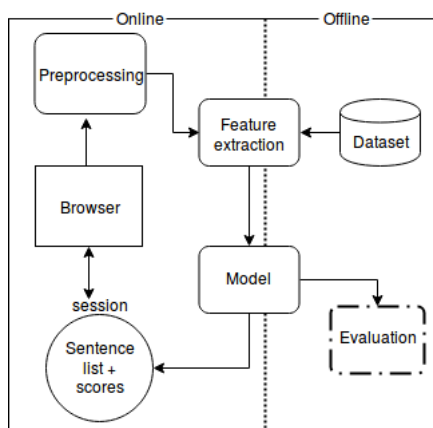 Online
Offline
Preprocessing
Feature
extraction
Dataset
Browser
Model
session
Sentence
list +
scores
Evaluation